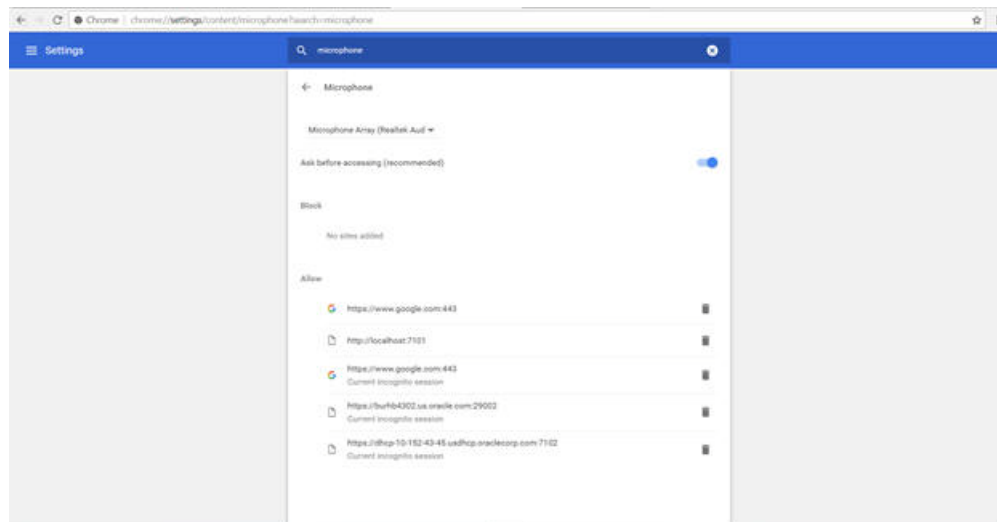 Chrome | chrome://settings/content/microphone?search=microphone
Settings
microphone
Microphone
Microphone Array (Realtek Aud
Ask before accessing (recommended)
Block
No sites added
Allow
https://www.google.com:443
http://localhost:7101
https://www.google.com:443
Current incognito session
https://burhb4302.us.oracle.com:29002
Current incognito session
https://dhcp-10-152-43-45.usdhcp.oraclecorp.com:7102
Current incognito session